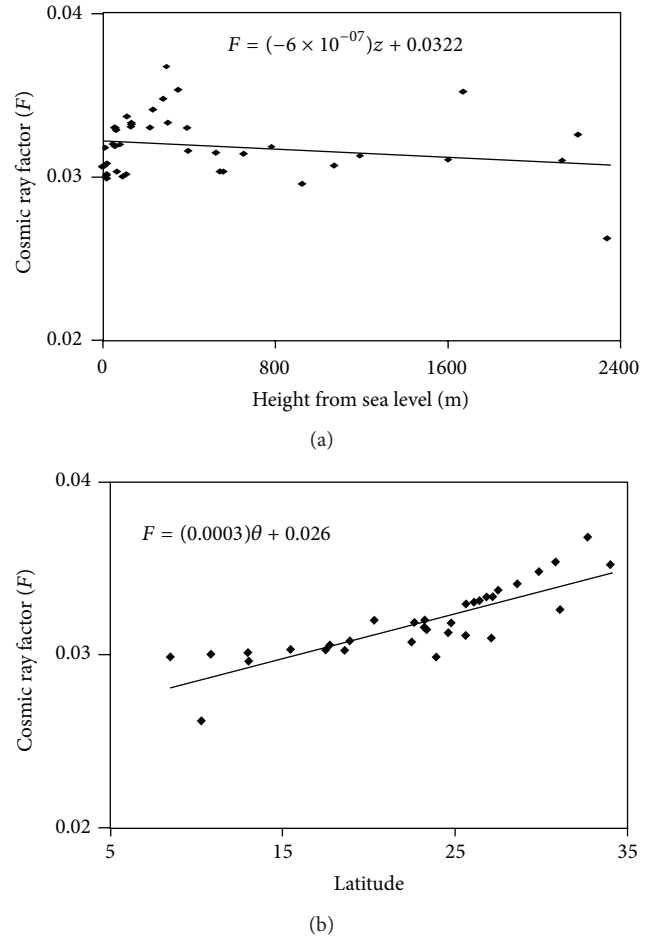 0.04
F = (−6 × 10⁻⁰⁷)z + 0.0322
Cosmic ray factor (F)
0.03
0.02
0
800
1600
2400
Height from sea level (m)
(a)
0.04
F = (0.0003)θ + 0.026
Cosmic ray factor (F)
0.03
0.02
5
15
25
35
Latitude
(b)